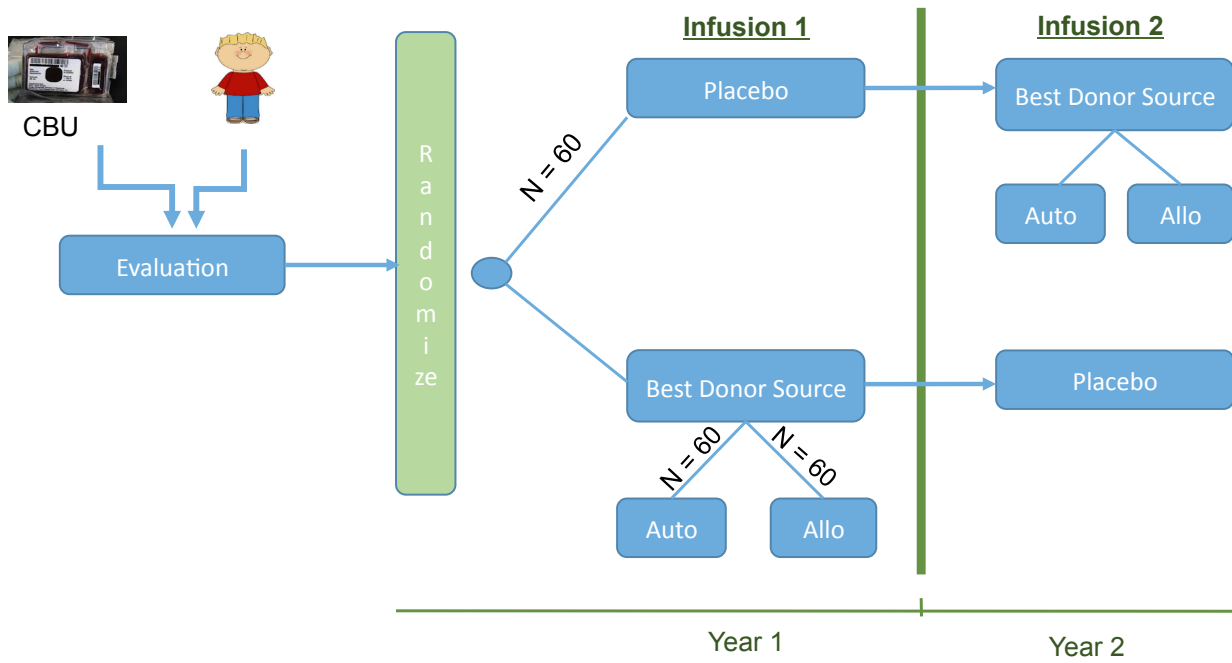 Infusion 1
Infusion 2
CBU
Placebo
Best Donor Source
N = 60
Auto
Allo
Evaluation
R
a
n
d
o
m
i
ze
Best Donor Source
Placebo
N = 60
N = 60
Auto
Allo
Year 1
Year 2